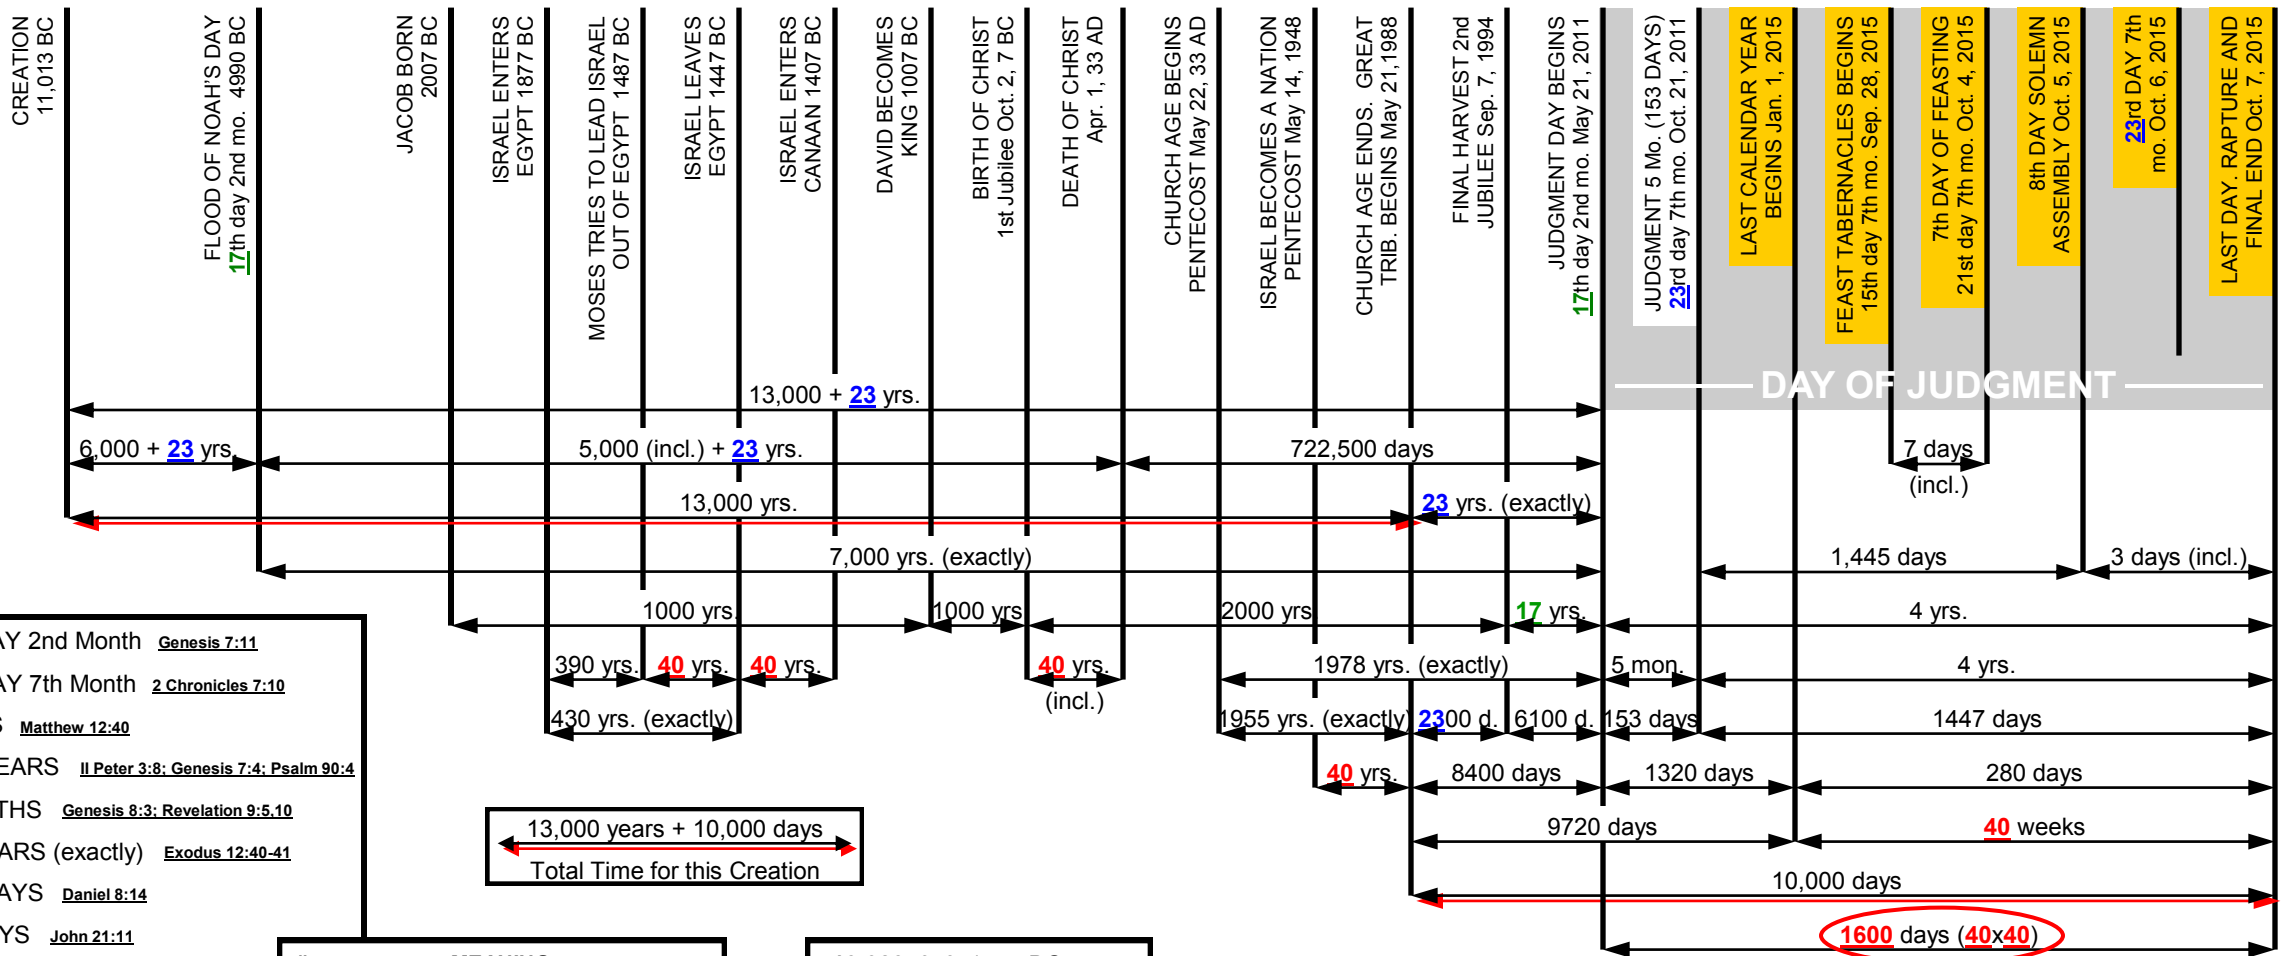 CREATION
11,013 BC
FLOOD OF NOAH'S DAY
17th day 2nd mo. 4990 BC
JACOB BORN
2007 BC
ISRAEL ENTERS
EGYPT 1877 BC
MOSES TRIES TO LEAD ISRAEL
OUT OF EGYPT 1487 BC
ISRAEL LEAVES
EGYPT 1447 BC
ISRAEL ENTERS
CANAAN 1407 BC
DAVID BECOMES
KING 1007 BC
BIRTH OF CHRIST
1st Jubilee Oct. 2, 7 BC
DEATH OF CHRIST
Apr. 1, 33 AD
CHURCH AGE BEGINS
PENTECOST May 22, 33 AD
ISRAEL BECOMES A NATION
PENTECOST May 14, 1948
CHURCH AGE ENDS. GREAT
TRIB. BEGINS May 21,1988
FINAL HARVEST 2nd
JUBILEE Sep. 7, 1994
JUDGMENT DAY BEGINS
17th day 2nd mo. May 21, 2011
JUDGMENT 5 Mo. (153 DAYS)
23rd day 7th mo. Oct. 21, 2011
LAST CALENDAR YEAR
BEGINS Jan. 1, 2015
FEAST TABERNACLES BEGINS
15th day 7th mo. Sep. 28, 2015
7th DAY OF FEASTING
21st day 7th mo. Oct. 4, 2015
8th DAY SOLEMN
ASSEMBLY Oct. 5, 2015
23rd DAY 7th
mo. Oct. 6, 2015
LAST DAY. RAPTURE AND
FINAL END Oct. 7, 2015
DAY OF JUDGMENT
13,000 + 23 yrs.
6,000 + 23 yrs.
5,000 (incl.) + 23 yrs.
722,500 days
7 days
(incl.)
13,000 yrs.
23 yrs. (exactly)
7,000 yrs. (exactly)
1,445 days
3 days (incl.)
1000 yrs.
1000 yrs
2000 yrs
17 yrs.
4 yrs.
390 yrs.
40 yrs.
40 yrs.
40 yrs.
(incl.)
1978 yrs. (exactly)
5 mon.
4 yrs.
430 yrs. (exactly)
1955 yrs. (exactly)
2300 d.
6100 d.
153 days
1447 days
40 yrs.
8400 days
1320 days
280 days
9720 days
40 weeks
10,000 days
1600 days (40x40)
AY 2nd Month Genesis 7:11
AY 7th Month 2 Chronicles 7:10
S Matthew 12:40
EARS II Peter 3:8; Genesis 7:4; Psalm 90:4
THS Genesis 8:3; Revelation 9:5,10
ARS (exactly) Exodus 12:40-41
AYS Daniel 8:14
YS John 21:11
13,000 years + 10,000 days
Total Time for this Creation